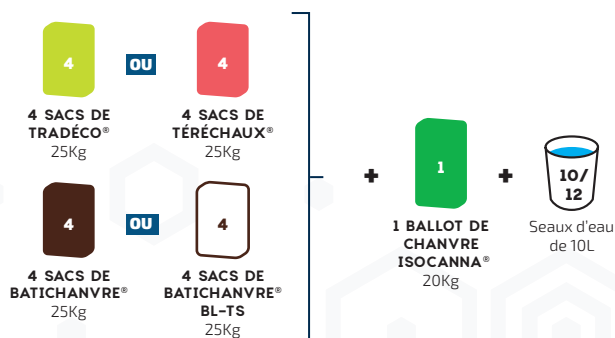 4
OU
4
4 SACS DE
TRADÉCO®
25Kg
4 SACS DE
TÉRÉCHAUX®
25Kg
4
OU
4
4 SACS DE
BATICHANVRE®
25Kg
4 SACS DE
BATICHANVRE®
BL-TS
25Kg
+
1
+
10/
12
1 BALLOT DE
CHANVRE
ISOCANNA®
20Kg
Seaux d'eau
de 10L